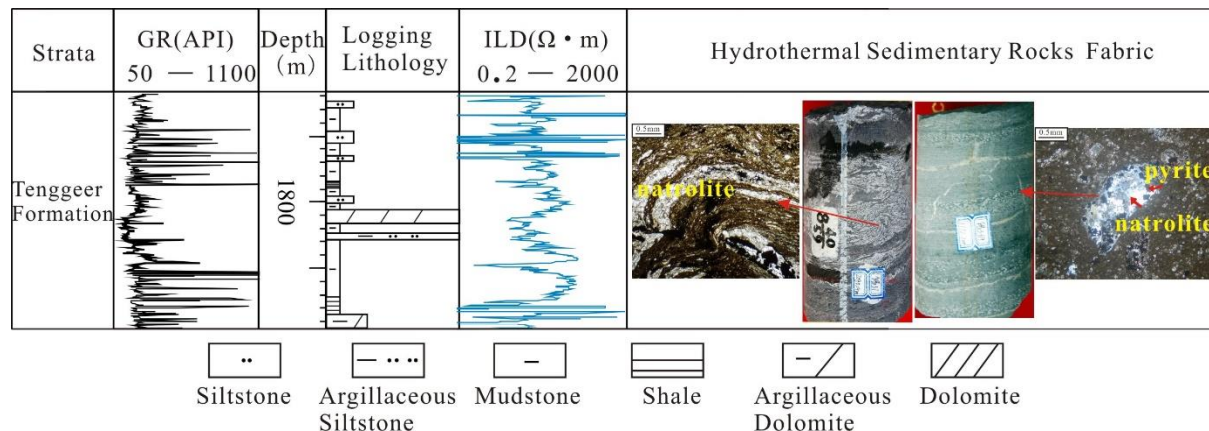 Strata
GR(API)
50 — 1100
Depth
(m)
Logging
Lithology
ILD(Ω·m)
0.2 — 2000
Hydrothermal Sedimentary Rocks Fabric
Tenggeer
Formation
1800
0.5mm
natrolite
0.5mm
pyrite
natrolite
Siltstone
Argillaceous
Siltstone
Mudstone
Shale
Argillaceous
Dolomite
Dolomite